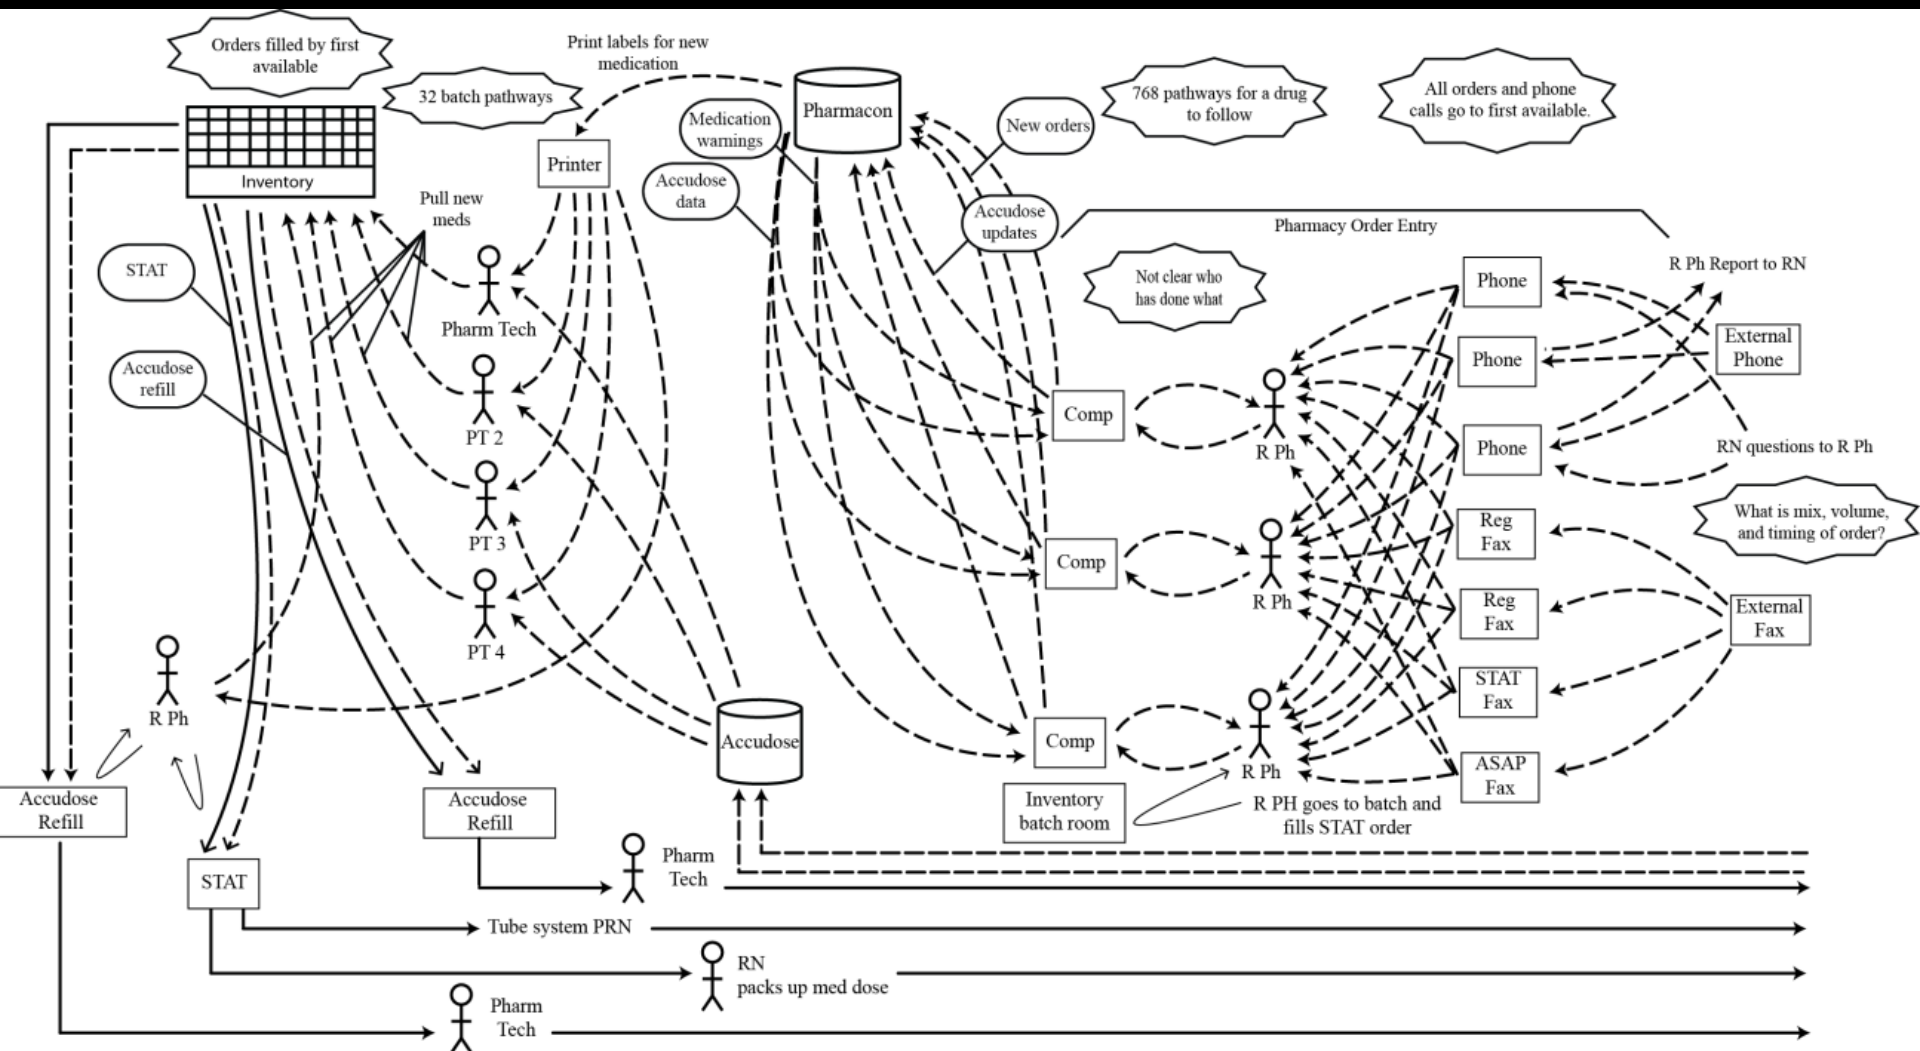 Orders filled by first
available
32 batch pathways
Print labels for new
medication
Pharmacon
Medication
warnings
New orders
768 pathways for a drug
to follow
All orders and phone
calls go to first available.
Printer
Inventory
Pull new
meds
Accudose
data
Accudose
updates
Pharmacy Order Entry
STAT
Not clear who
has done what
Phone
R Ph Report to RN
Pharm Tech
Phone
External
Phone
Accudose
refill
Comp
PT 2
R Ph
Phone
RN questions to R Ph
What is mix, volume,
and timing of order?
Reg
Fax
PT 3
Comp
R Ph
Reg
Fax
External
Fax
PT 4
STAT
Fax
R Ph
Accudose
Comp
R Ph
ASAP
Fax
Accudose
Refill
Accudose
Refill
Inventory
batch room
R PH goes to batch and
fills STAT order
Pharm
Tech
STAT
Tube system PRN
RN
packs up med dose
Pharm
Tech